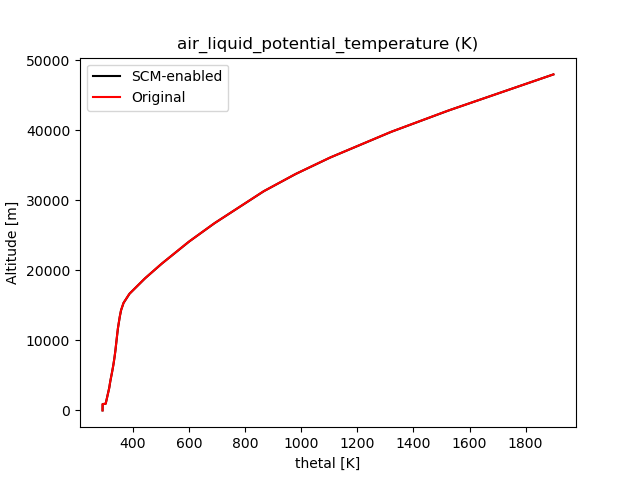 air_liquid_potential_temperature (K)
SCM-enabled
Original
50000
40000
30000
20000
10000
0
Altitude [m]
400 600 800 1000 1200 1400 1600 1800
thetal [K]